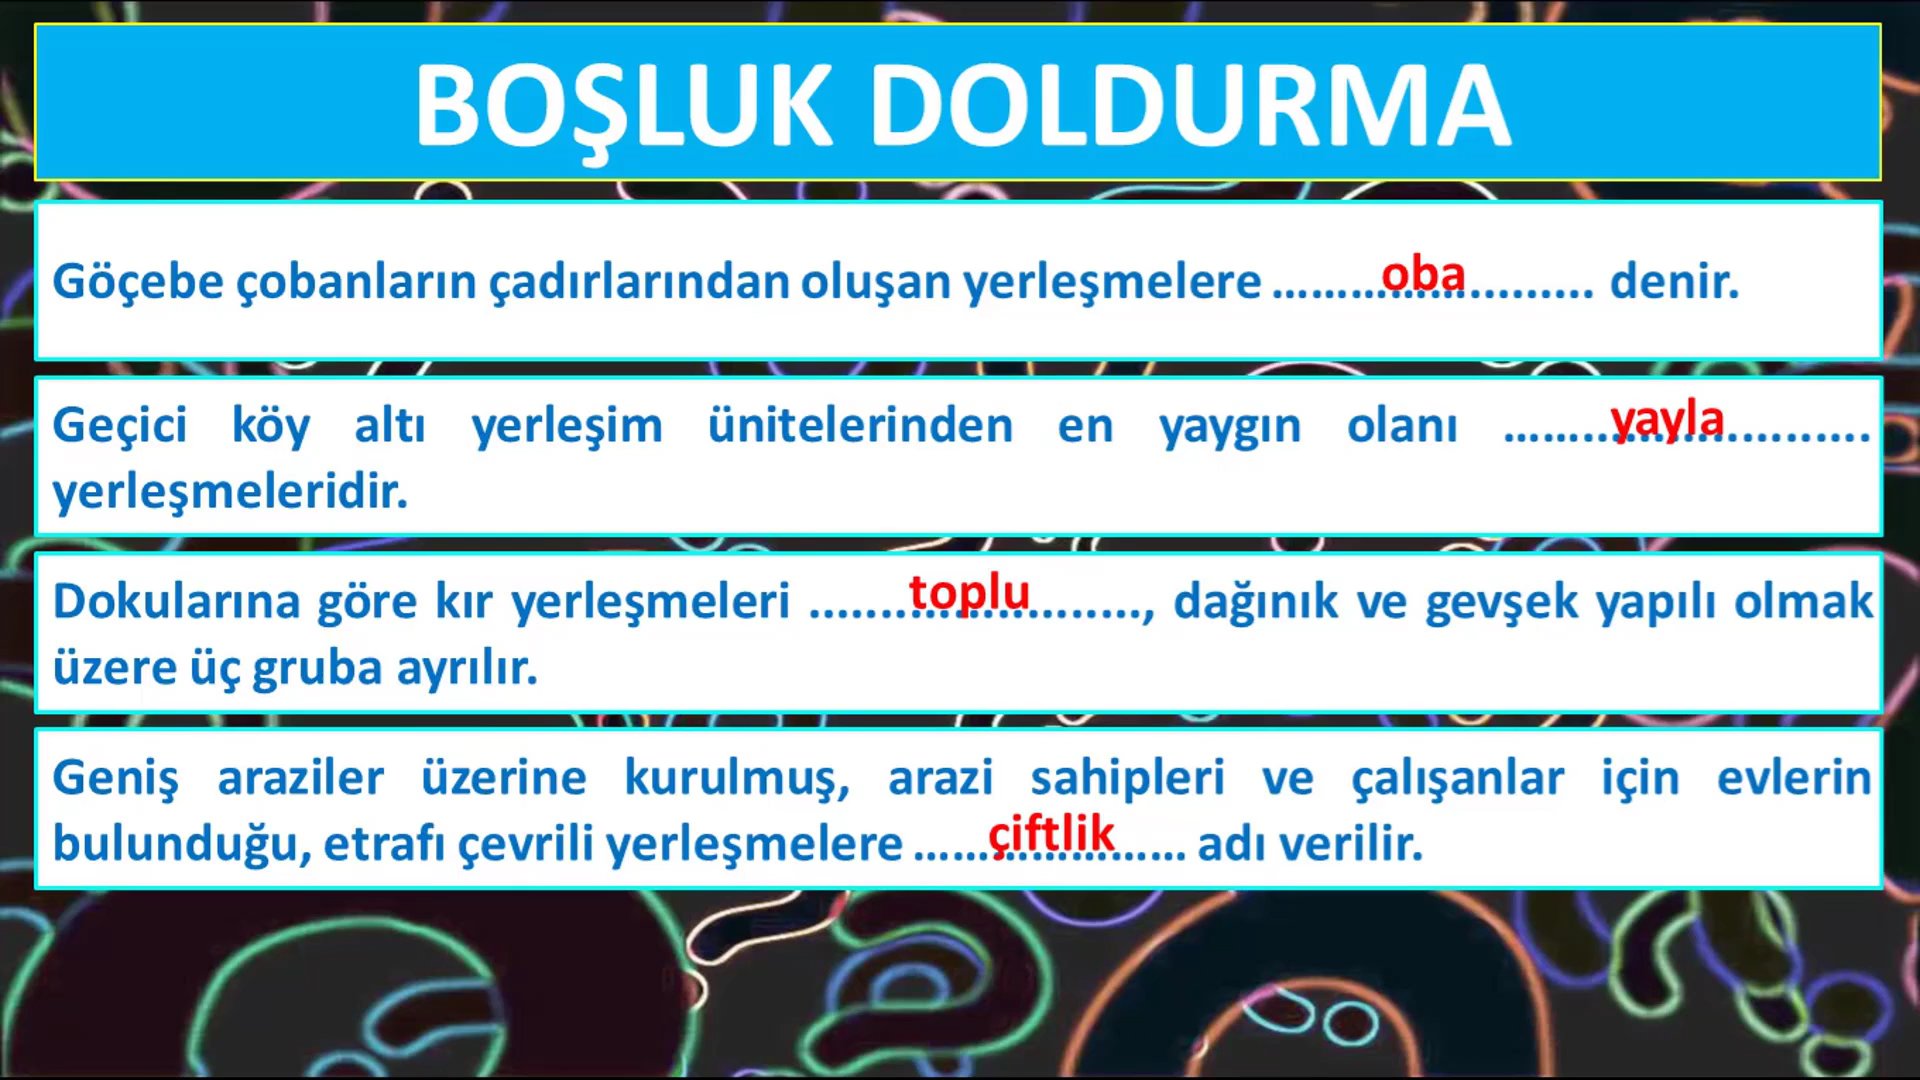 BOŞLUK DOLDURMA
Göçebe çobanların çadırlarından oluşan yerleşmelere ........oba........ denir.
Geçici köy altı yerleşim ünitelerinden en yaygın olanı ........yayla........
yerleşmeleridir.
Dokularına göre kır yerleşmeleri ........toplu........, dağınık ve gevşek yapılı olmak
üzere üç gruba ayrılır.
Geniş araziler üzerine kurulmuş, arazi sahipleri ve çalışanlar için evlerin
bulunduğu, etrafı çevrili yerleşmelere ........çiftlik........ adı verilir.